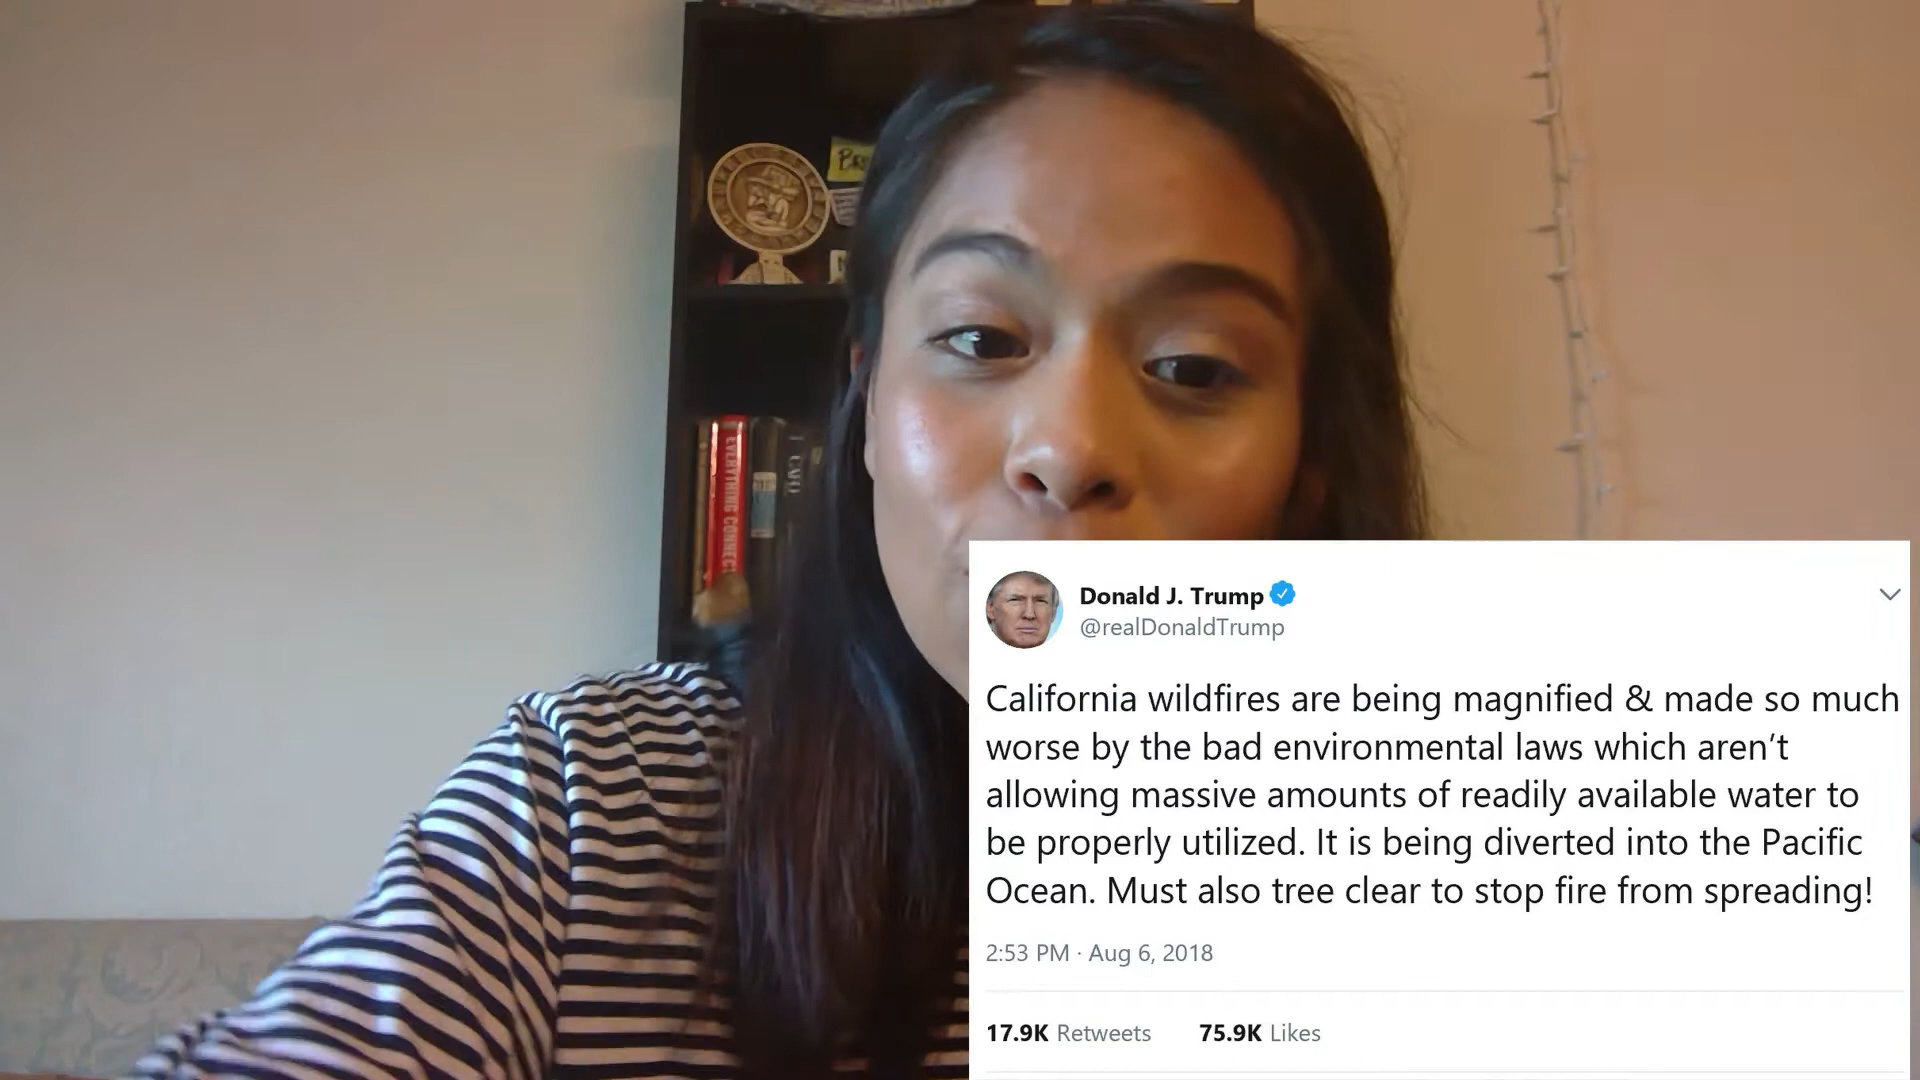 EVERYTHING CONNECT
Donald J. Trump
@realDonaldTrump
California wildfires are being magnified & made so much
worse by the bad environmental laws which aren’t
allowing massive amounts of readily available water to
be properly utilized. It is being diverted into the Pacific
Ocean. Must also tree clear to stop fire from spreading!
2:53 PM · Aug 6, 2018
17.9K Retweets 75.9K Likes